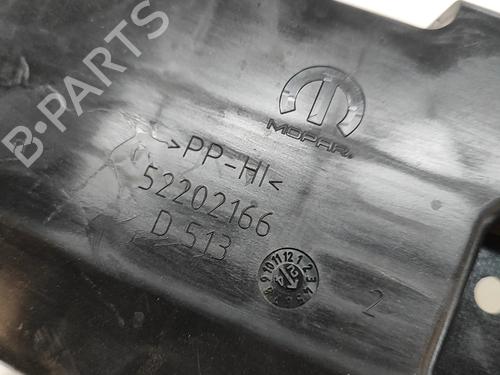 B-PARTS
MOPAR
>PP-HI<
52202166
D 513
2